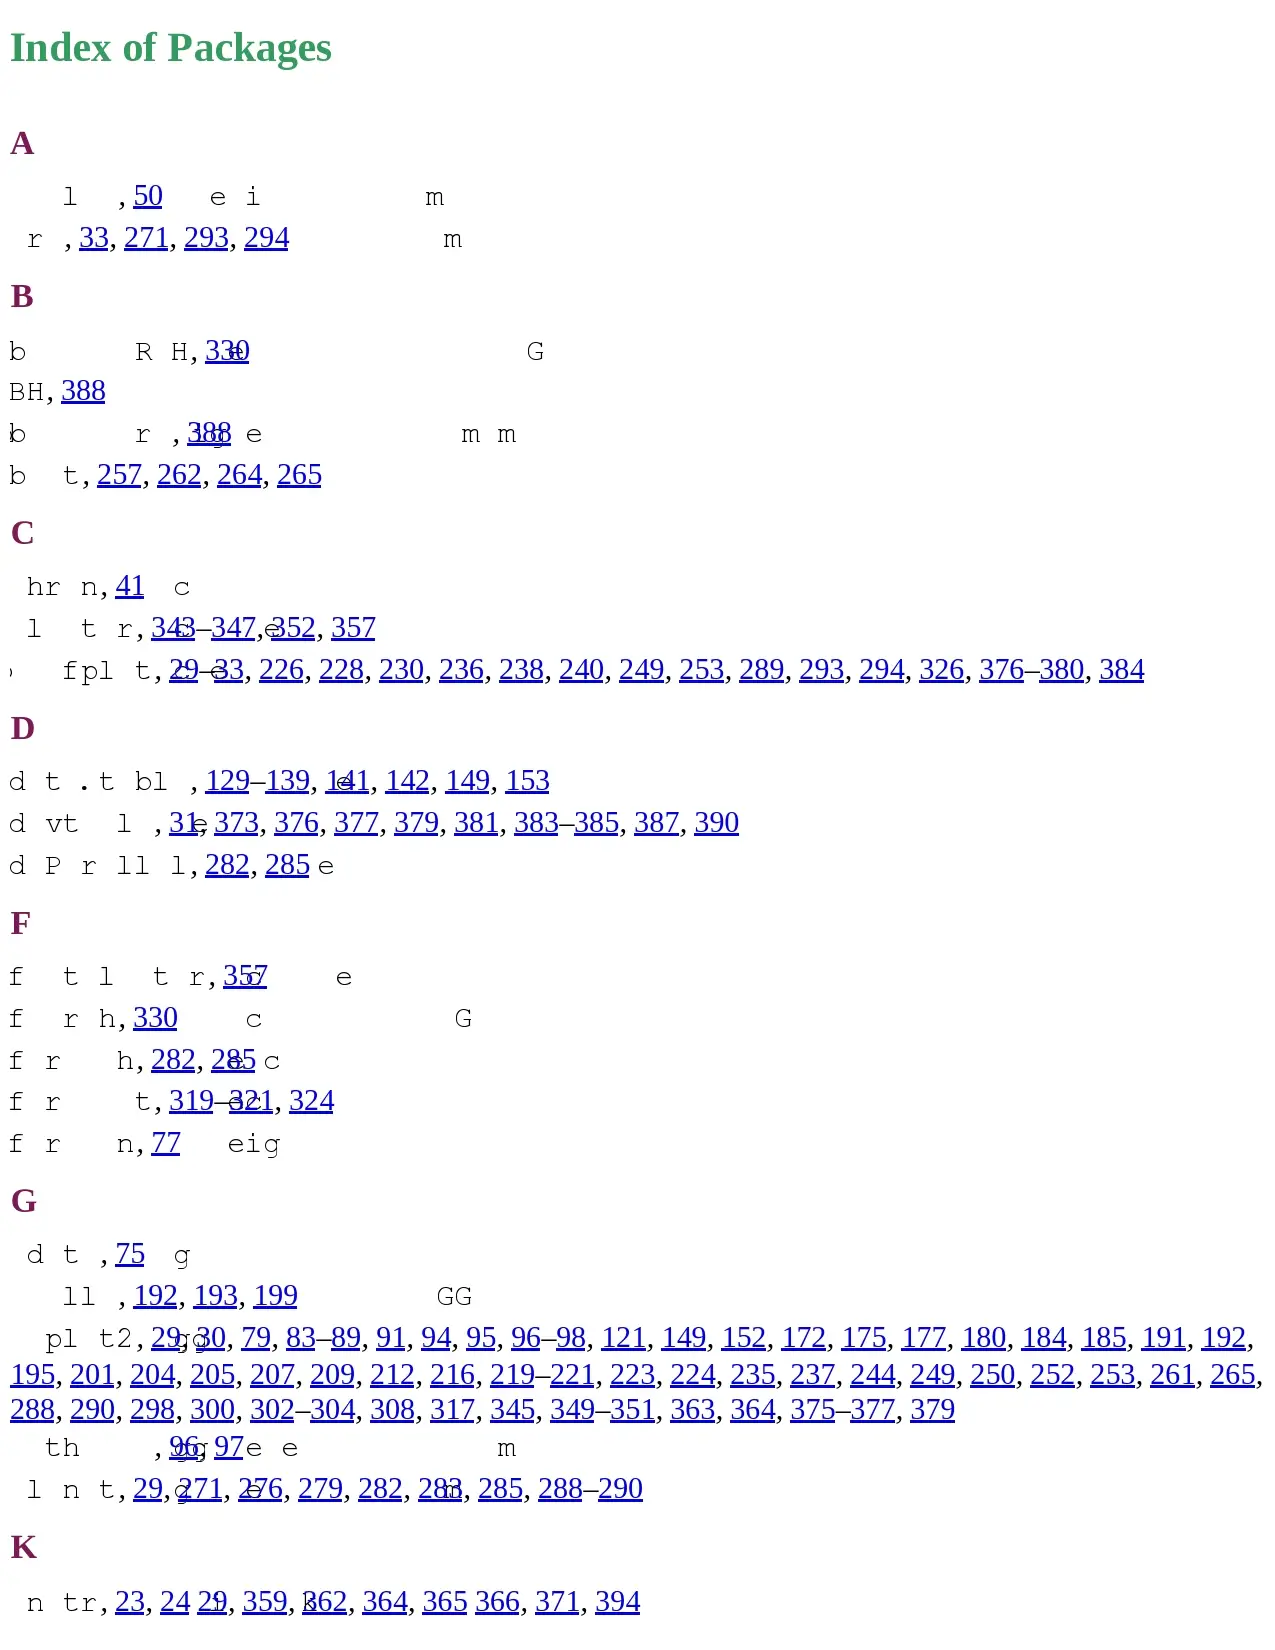 Index of Packages
A
l , 50 e i m
r , 33, 271, 293, 294 m
B
b R H, 330 e G
BH, 388
b r , 388 e m m
b t, 257, 262, 264, 265
C
hr n, 41 c
l t r, 343–347, 352, 357
fpl t, 29–33, 226, 228, 230, 236, 238, 240, 249, 253, 289, 293, 294, 326, 376–380, 384
D
d t .t bl , 129–139, 141, 142, 149, 153
d vt l , 31, 373, 376, 377, 379, 381, 383–385, 387, 390
d P r ll l, 282, 285 e
F
f t l t r, 357 e
f r h, 330 c G
f r h, 282, 285 c
f r t, 319–321, 324
f r n, 77 eig
G
d t , 75 g
ll , 192, 193, 199 GG
pl t2, 29, 30, 79, 83–89, 91, 94, 95, 96–98, 121, 149, 152, 172, 175, 177, 180, 184, 185, 191, 192,
195, 201, 204, 205, 207, 209, 212, 216, 219–221, 223, 224, 235, 237, 244, 249, 250, 252, 253, 261, 265,
288, 290, 298, 300, 302–304, 308, 317, 345, 349–351, 363, 364, 375–377, 379
th , 96, 97 e e m
l n t, 29, 271, 276, 279, 282, 283, 285, 288–290
K
n tr, 23, 24 29, 359, 362, 364, 365 366, 371, 394